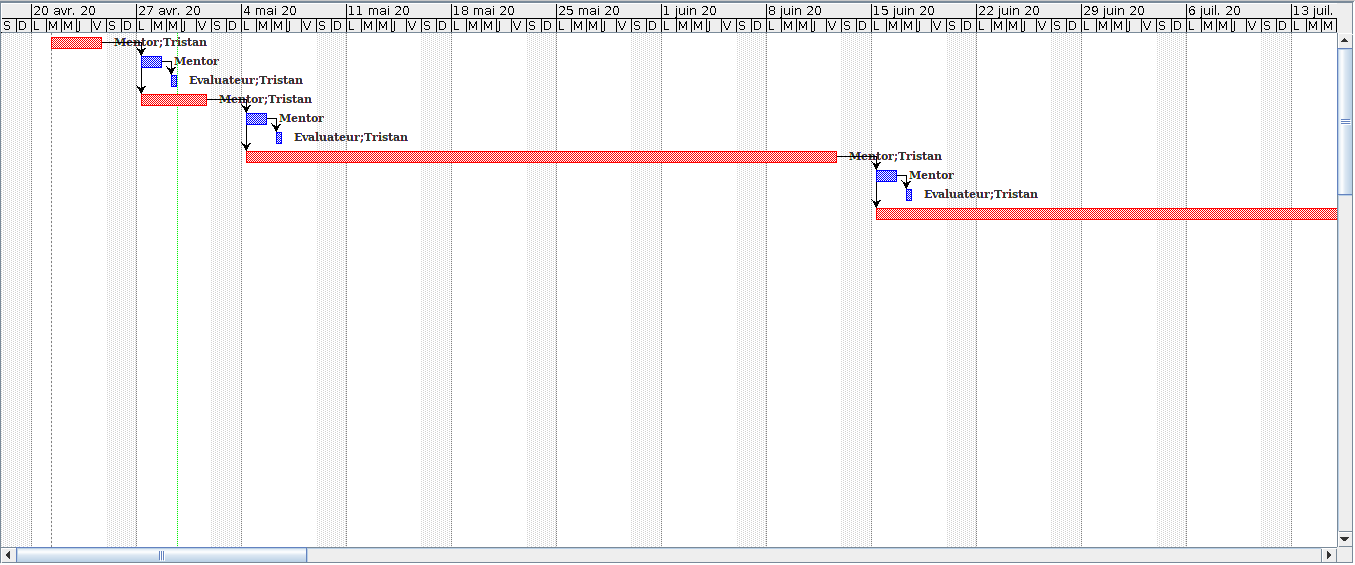 20 avr. 20 27 avr. 20 4 mai 20 11 mai 20 18 mai 20 25 mai 20 1 juin 20 8 juin 20 15 juin 20 22 juin 20 29 juin 20 6 juil. 20 13 juil.
S D L M M J V S D L M M J V S D L M M J V S D L M M J V S D L M M J V S D L M M J V S D L M M J V S D L M M J V S D L M M J V S D L M M J V S D L M M J V S D L M M J V S D L M M
Mentor;Tristan
Mentor
Evaluateur;Tristan
Mentor;Tristan
Mentor
Evaluateur;Tristan
Mentor;Tristan
Mentor
Evaluateur;Tristan